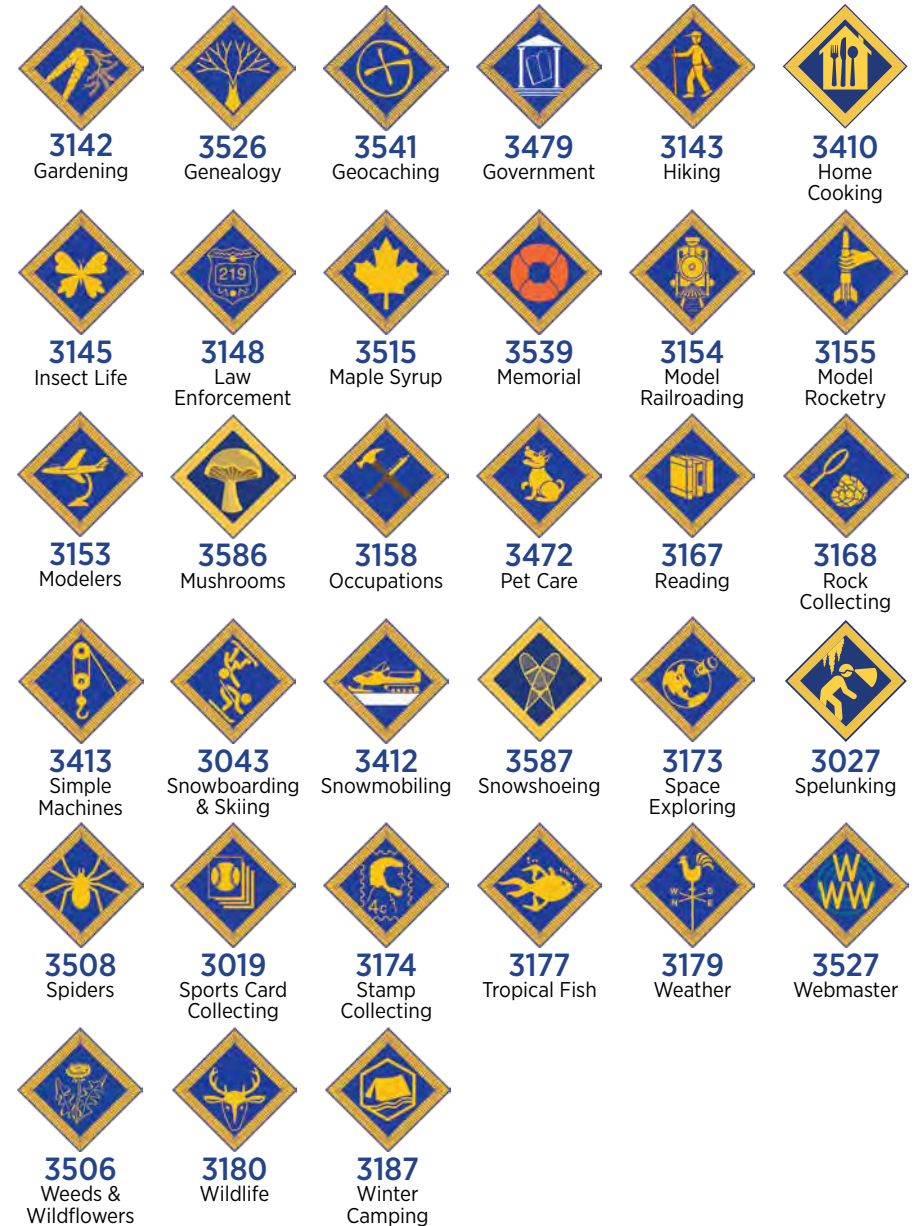 3142 3526 3541 3479 3143 3410
Gardening Genealogy Geocaching Government Hiking Home
Cooking
219
3145 3148 3515 3539 3154 3155
Insect Life Law Maple Syrup Memorial Model Model
Enforcement Railroading Rocketry
3153 3586 3158 3472 3167 3168
Modelers Mushrooms Occupations Pet Care Reading Rock
Collecting
3413 3043 3412 3587 3173 3027
Simple Snowboarding Snowmobiling Snowshoeing Space Spelunking
Machines & Skiing Exploring
W
W S WWW
4c N E
3508 3019 3174 3177 3179 3527
Spiders Sports Card Stamp Tropical Fish Weather Webmaster
Collecting Collecting
3506 3180 3187
Weeds & Wildlife Winter
Wildflowers Camping